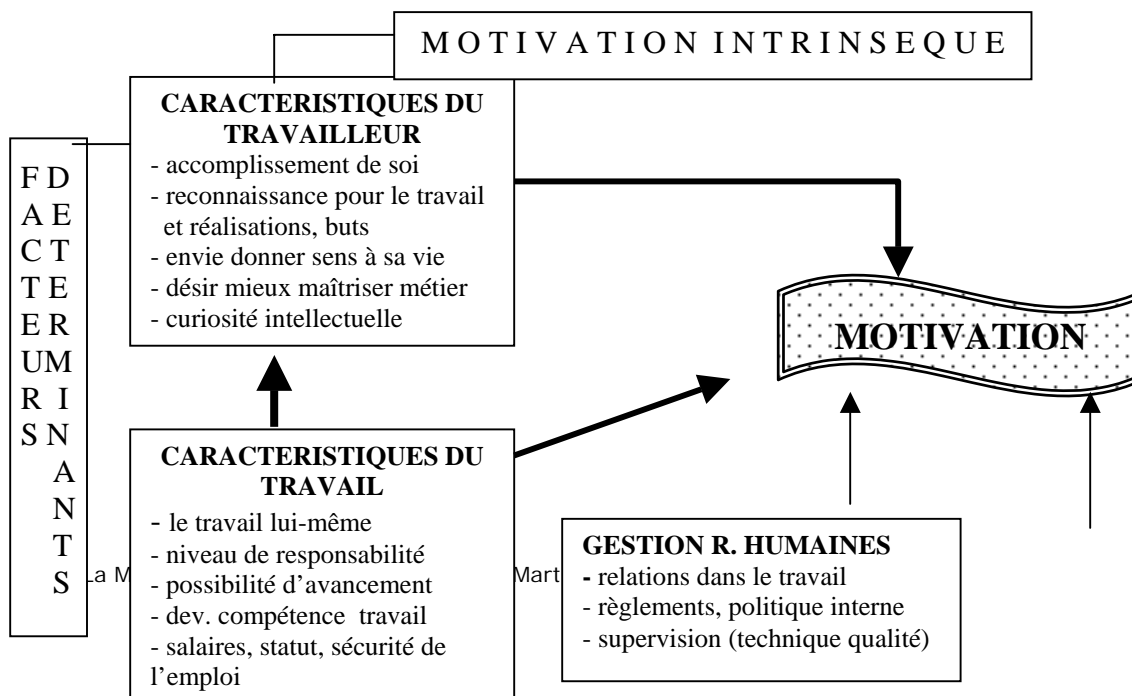 M O T I V A T I O N I N T R I N S E Q U E
CARACTERISTIQUES DU
TRAVAILLEUR
- accomplissement de soi
- reconnaissance pour le travail
et réalisations, buts
- envie donner sens à sa vie
- désir mieux maîtriser métier
- curiosité intellectuelle
F A C T E U R S
D E T E R M I N A N T S
MOTIVATION
CARACTERISTIQUES DU
TRAVAIL
- le travail lui-même
- niveau de responsabilité
- possibilité d’avancement
- dev. compétence travail
- salaires, statut, sécurité de
l’emploi
GESTION R. HUMAINES
- relations dans le travail
- règlements, politique interne
- supervision (technique qualité)